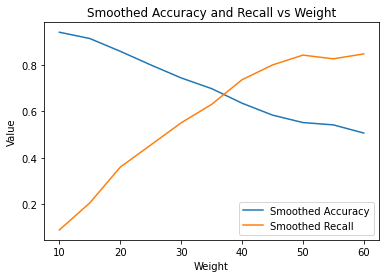 Smoothed Accuracy and Recall vs Weight
Value
0.8
0.6
0.4
0.2
10 20 30 40 50 60
Weight
Smoothed Accuracy
Smoothed Recall